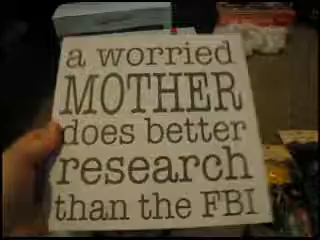 a worried
MOTHER
does better
research
than the FBI